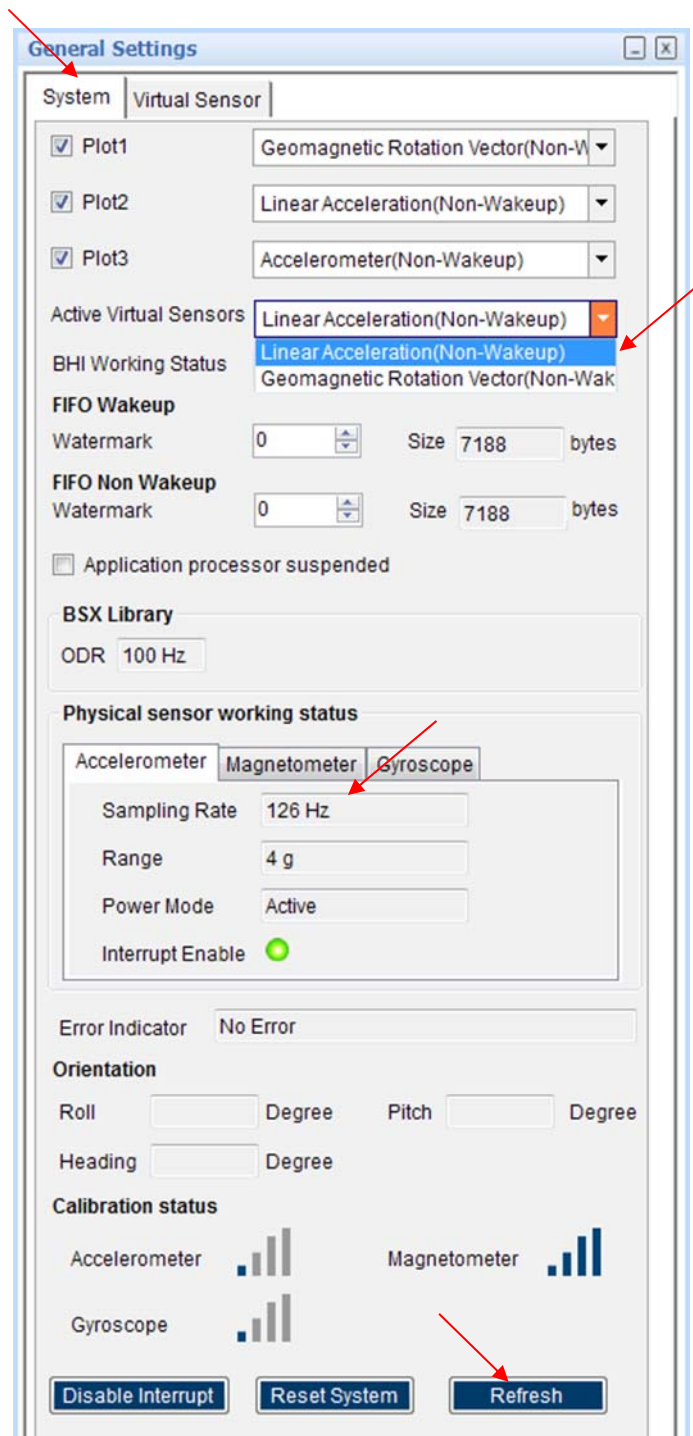 General Settings
System Virtual Sensor
Plot1 Geomagnetic Rotation Vector(Non-W
Plot2 Linear Acceleration(Non-Wakeup)
Plot3 Accelerometer(Non-Wakeup)
Active Virtual Sensors Linear Acceleration(Non-Wakeup)
Linear Acceleration(Non-Wakeup)
BHI Working Status
Geomagnetic Rotation Vector(Non-Wak
FIFO Wakeup
Watermark 0 Size 7188 bytes
FIFO Non Wakeup
Watermark 0 Size 7188 bytes
Application processor suspended
BSX Library
ODR 100 Hz
Physical sensor working status
Accelerometer Magnetometer Gyroscope
Sampling Rate 126 Hz
Range 4 g
Power Mode Active
Interrupt Enable
Error Indicator No Error
Orientation
Roll Degree Pitch Degree
Heading Degree
Calibration status
Accelerometer Magnetometer
Gyroscope
Disable Interrupt Reset System Refresh